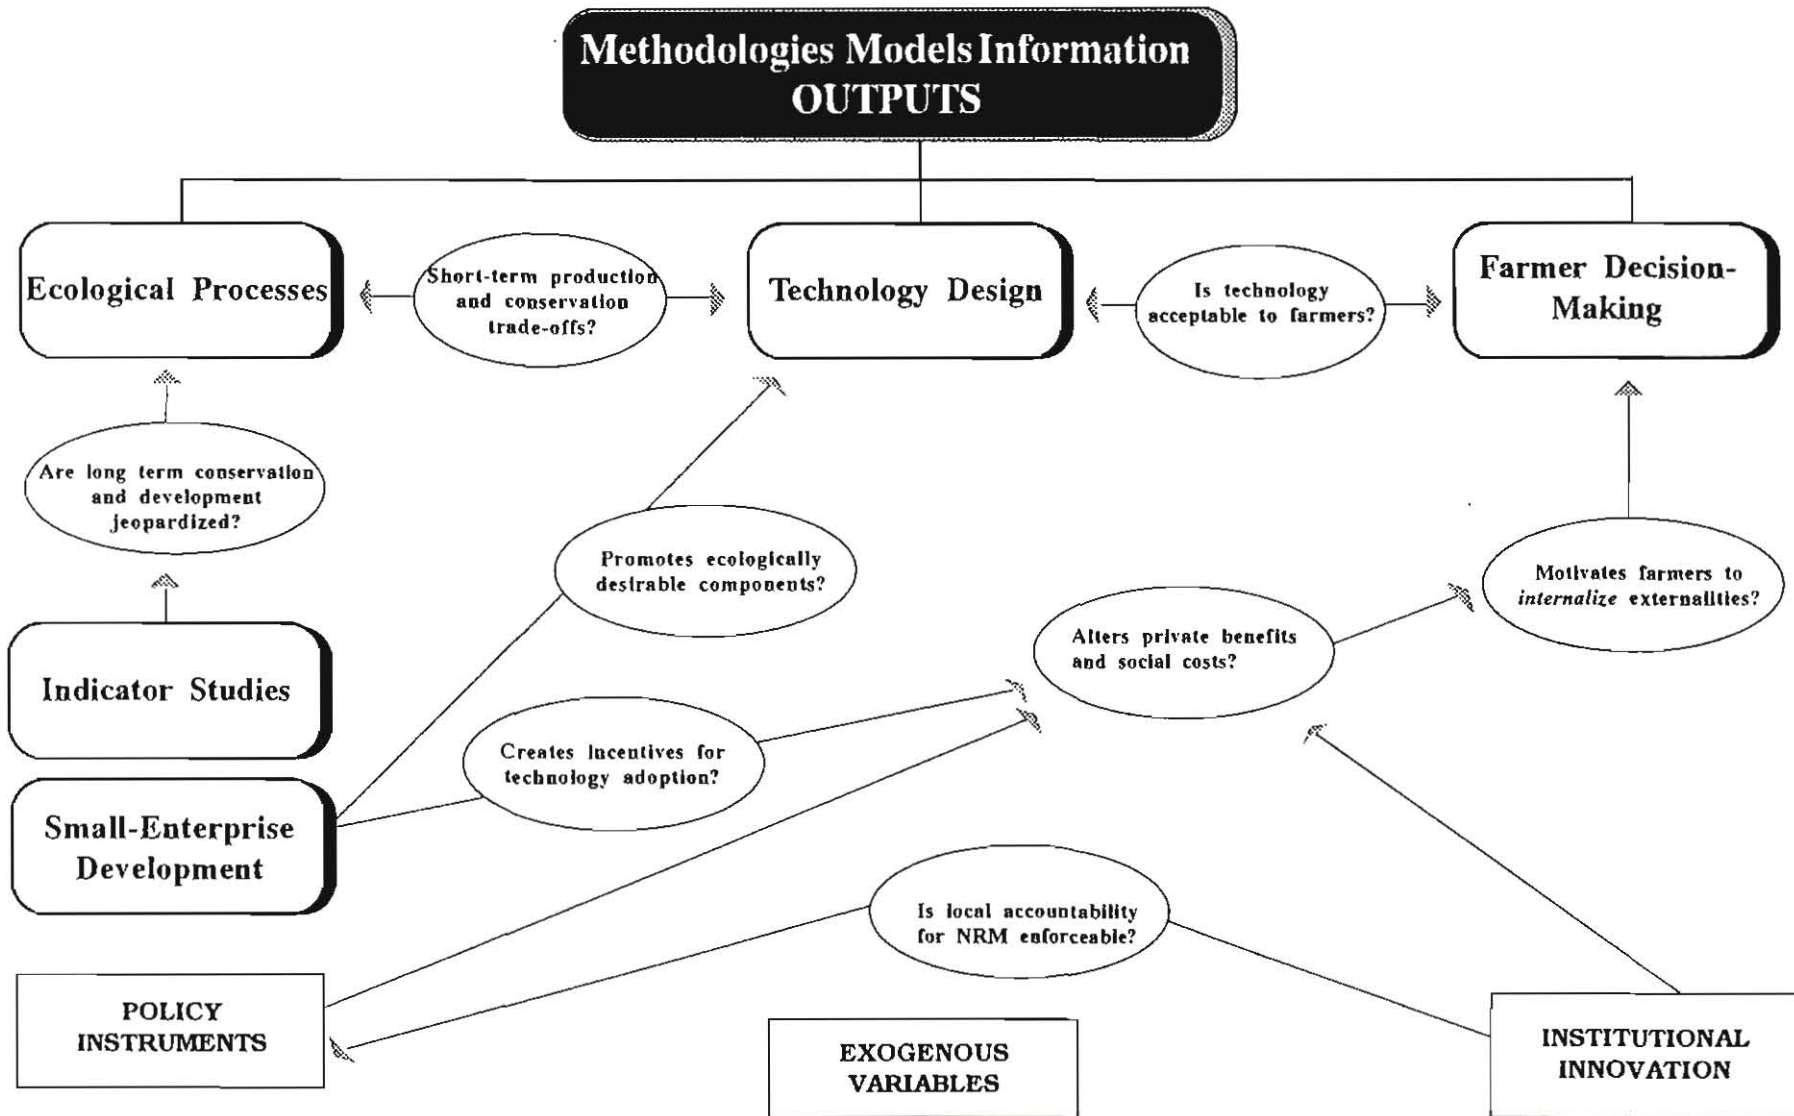 Methodologies Models Information
OUTPUTS
Ecological Processes
Short-term production
and conservation
trade-offs?
Technology Design
Is technology
acceptable to farmers?
Farmer Decision-
Making
Are long term conservation
and development
jeopardized?
Promotes ecologically
desirable components?
Motivates farmers to
internalize externalities?
Alters private benefits
and social costs?
Indicator Studies
Creates incentives for
technology adoption?
Small-Enterprise
Development
Is local accountability
for NRM enforceable?
POLICY
INSTRUMENTS
EXOGENOUS
VARIABLES
INSTITUTIONAL
INNOVATION